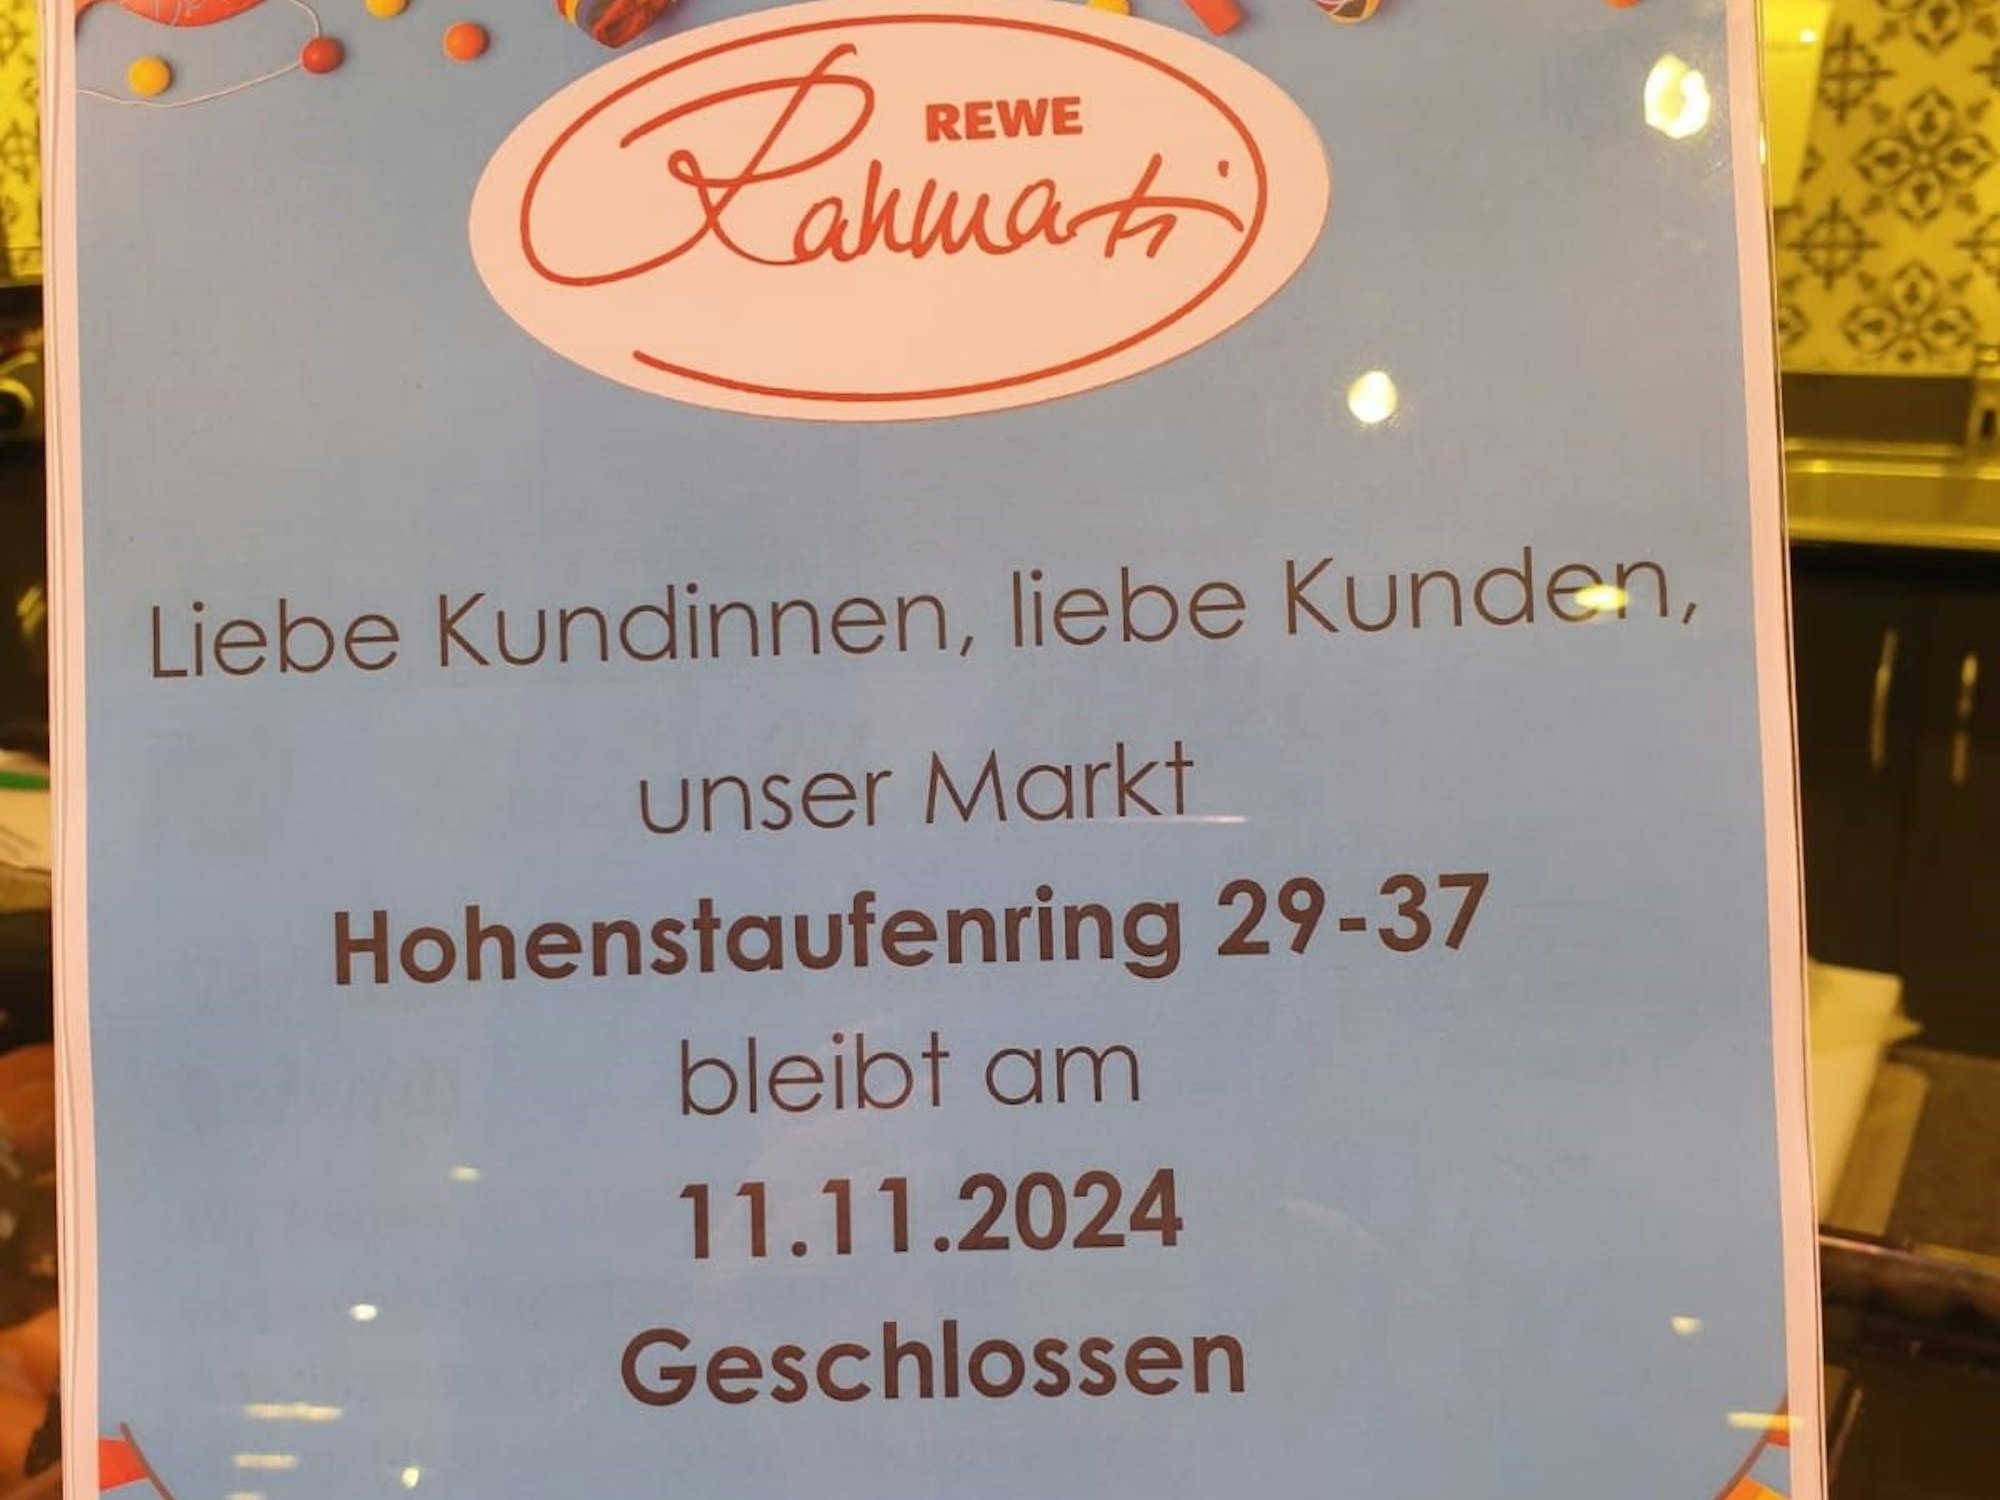 REWE
Rahmati
Liebe Kundinnen, liebe Kunden,
unser Markt
Hohenstaufenring 29-37
bleibt am
11.11.2024
Geschlossen